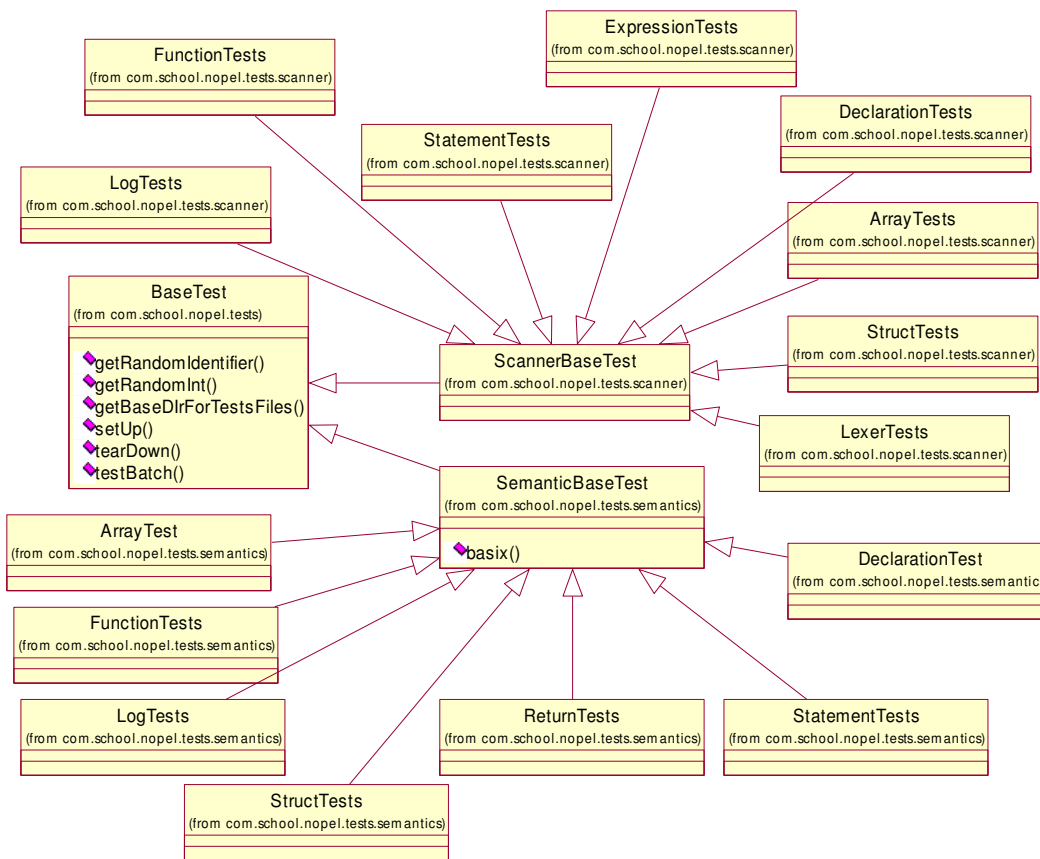 ExpressionTests
(from com.school.nopel.tests.scanner)
FunctionTests
(from com.school.nopel.tests.scanner)
StatementTests
(from com.school.nopel.tests.scanner)
DeclarationTests
(from com.school.nopel.tests.scanner)
LogTests
(from com.school.nopel.tests.scanner)
ArrayTests
(from com.school.nopel.tests.scanner)
BaseTest
(from com.school.nopel.tests)
getRandomIdentifier()
getRandomInt()
getBaseDIrForTestsFiles()
setUp()
tearDown()
testBatch()
ScannerBaseTest
(from com.school.nopel.tests.scanner)
StructTests
(from com.school.nopel.tests.scanner)
LexerTests
(from com.school.nopel.tests.scanner)
SemanticBaseTest
(from com.school.nopel.tests.semantics)
basix()
ArrayTest
(from com.school.nopel.tests.semantics)
DeclarationTest
(from com.school.nopel.tests.semantic
FunctionTests
(from com.school.nopel.tests.semantics)
LogTests
(from com.school.nopel.tests.semantics)
ReturnTests
(from com.school.nopel.tests.semantics)
StatementTests
(from com.school.nopel.tests.semantics)
StructTests
(from com.school.nopel.tests.semantics)